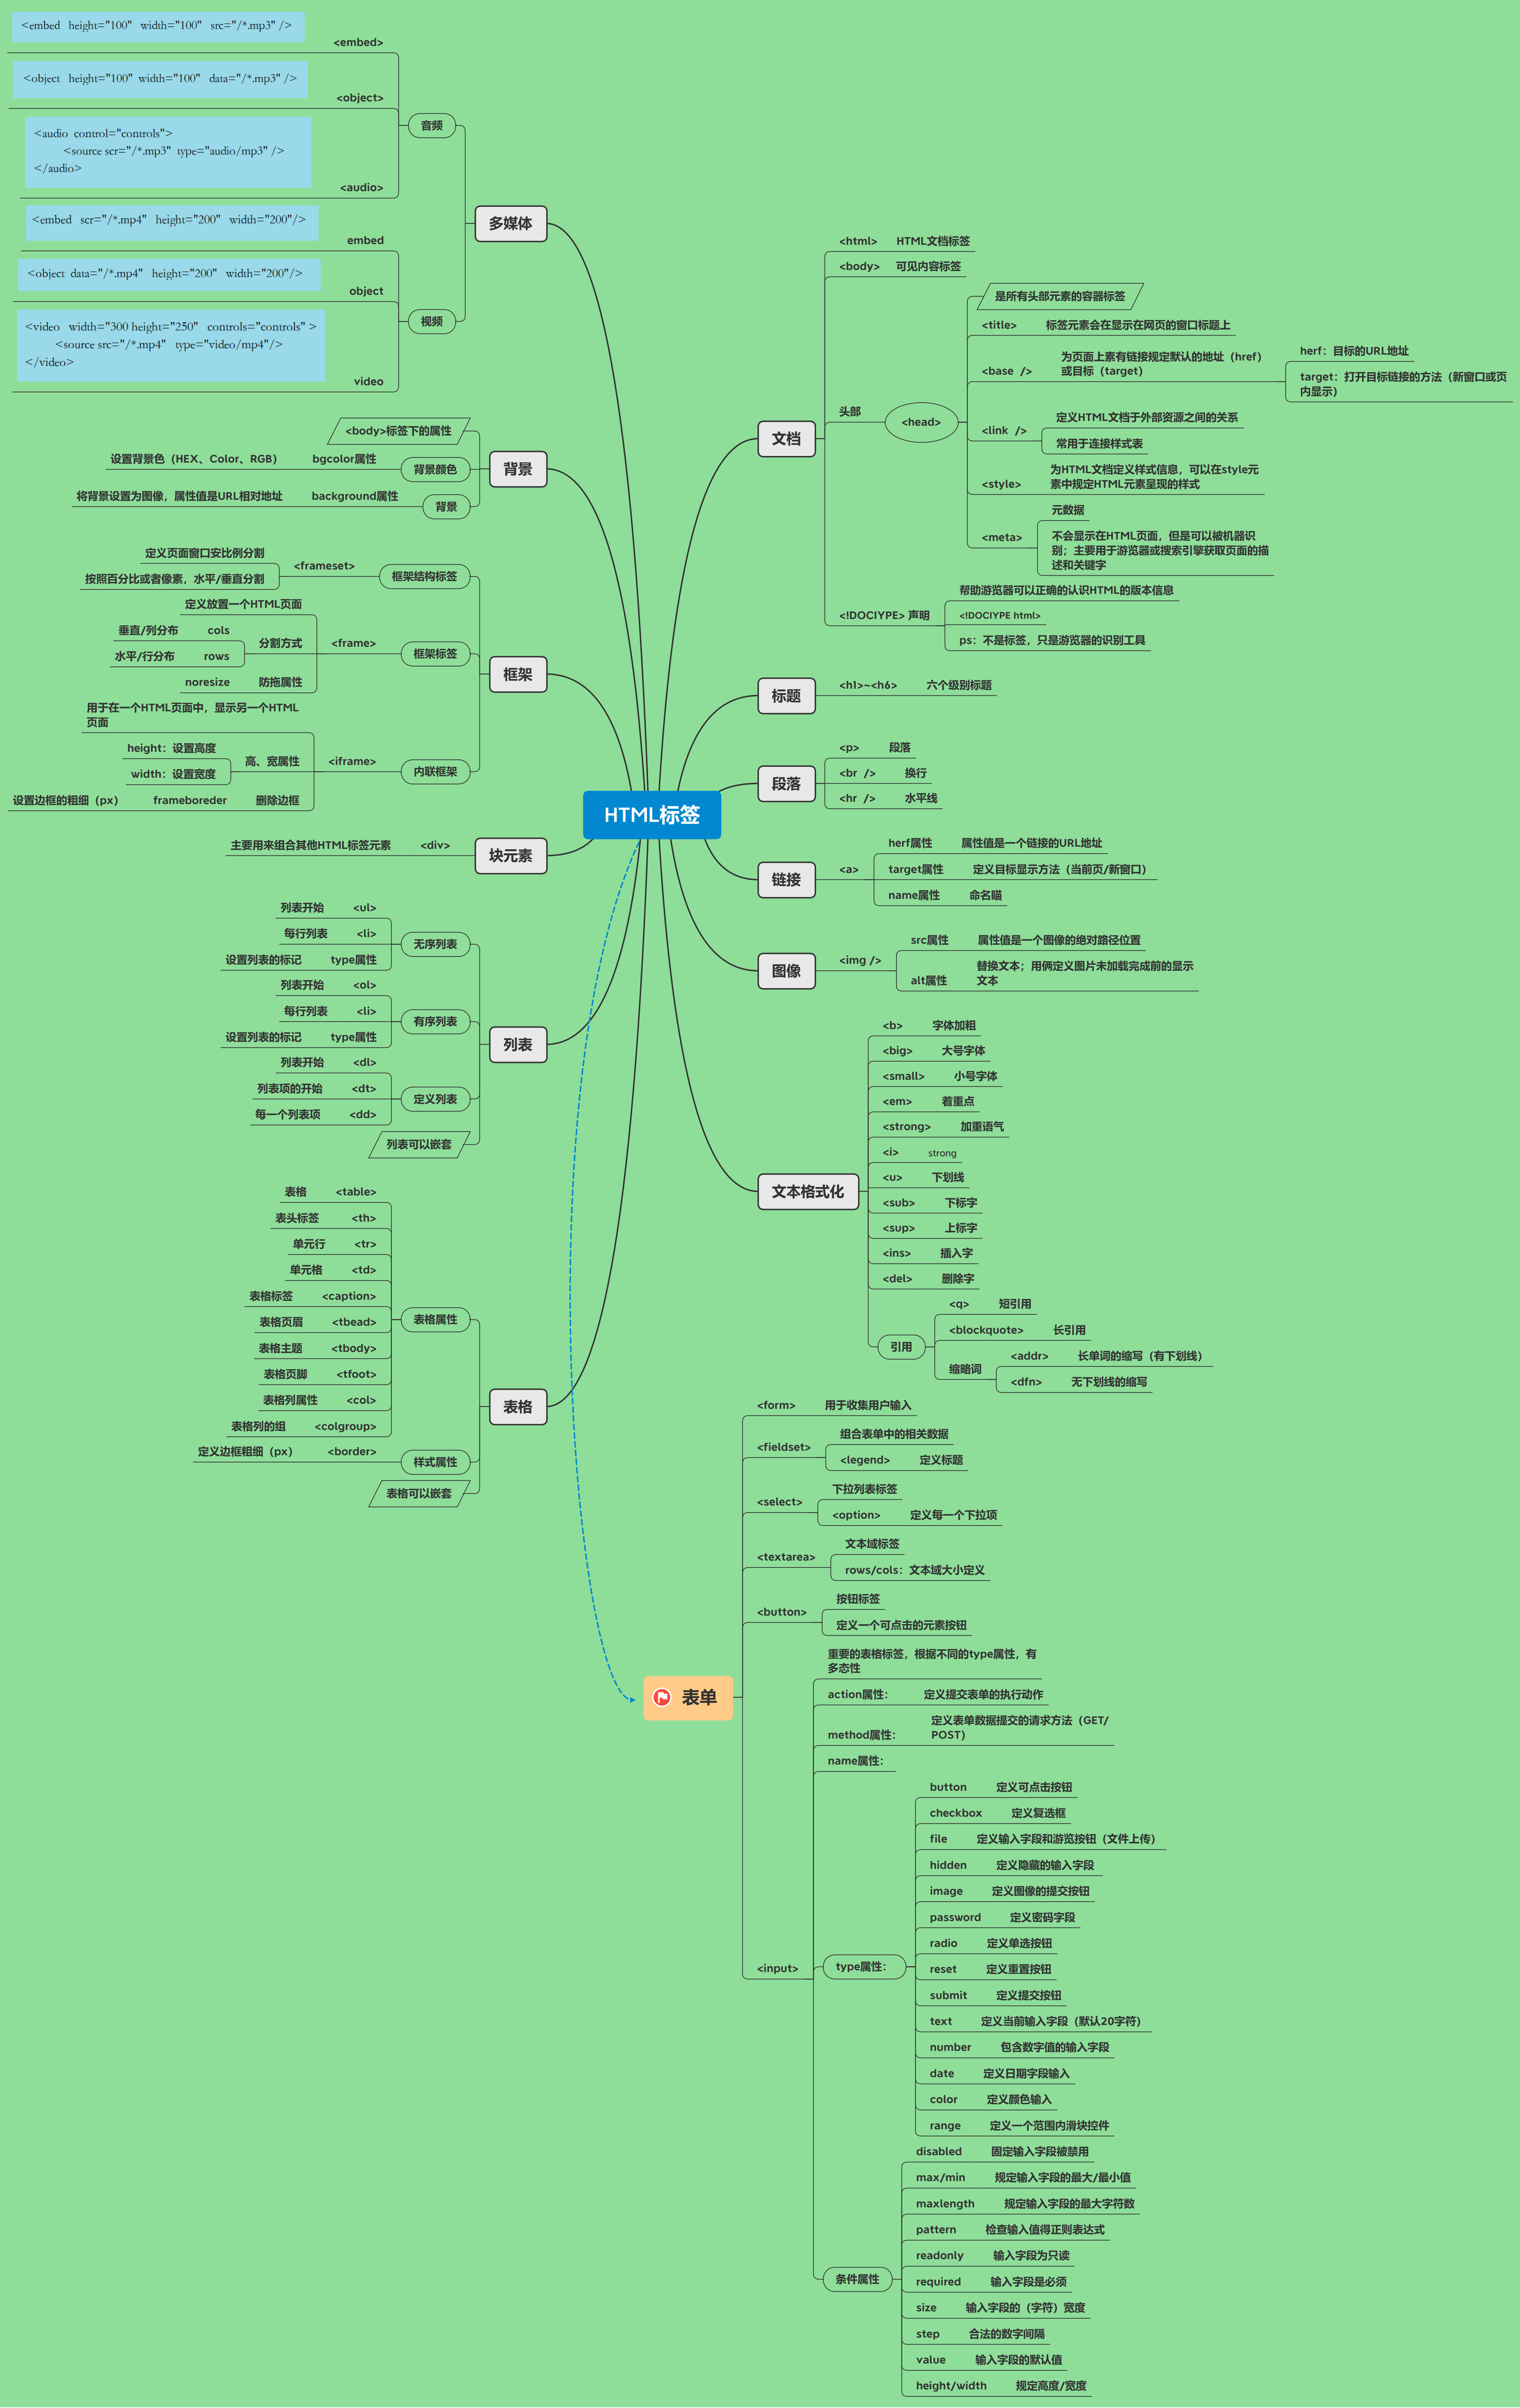 HTML标签
多媒体
音频
<embed   height="100"   width="100"   src="/*.mp3" />
<embed>
<object   height="100"  width="100"   data="/*.mp3" />
<object>
<audio  control="controls">
<source scr="/*.mp3"  type="audio/mp3" />
</audio>
<audio>
视频
<embed   scr="/*.mp4"   height="200"   width="200"/>
embed
<object  data="/*.mp4"   height="200"   width="200"/>
object
<video   width="300 height="250"   controls="controls" >
<source src="/*.mp4"   type="video/mp4"/>
</video>
video
背景
<body>标签下的属性
背景颜色
bgcolor属性
设置背景色（HEX、Color、RGB）
背景
background属性
将背景设置为图像，属性值是URL相对地址
框架
框架结构标签
<frameset>
定义页面窗口安比例分割
按照百分比或者像素，水平/垂直分割
框架标签
<frame>
定义放置一个HTML页面
分割方式
cols
垂直/列分布
rows
水平/行分布
防拖属性
noresize
内联框架
<iframe>
用于在一个HTML页面中，显示另一个HTML
页面
高、宽属性
height：设置高度
width：设置宽度
删除边框
frameboreder
设置边框的粗细（px）
块元素
<div>
主要用来组合其他HTML标签元素
列表
无序列表
<ul>
列表开始
<li>
每行列表
type属性
设置列表的标记
有序列表
<ol>
列表开始
<li>
每行列表
type属性
设置列表的标记
定义列表
<dl>
列表开始
<dt>
列表项的开始
<dd>
每一个列表项
列表可以嵌套
表格
表格属性
<table>
表格
<th>
表头标签
<tr>
单元行
<td>
单元格
<caption>
表格标签
<tbead>
表格页眉
<tbody>
表格主题
<tfoot>
表格页脚
<col>
表格列属性
<colgroup>
表格列的组
样式属性
<border>
定义边框粗细（px）
表格可以嵌套
文档
<html>
HTML文档标签
<body>
可见内容标签
头部
<head>
是所有头部元素的容器标签
<title>
标签元素会在显示在网页的窗口标题上
<base  />
为页面上素有链接规定默认的地址（href）
或目标（target）
herf：目标的URL地址
target：打开目标链接的方法（新窗口或页
内显示）
<link  />
定义HTML文档于外部资源之间的关系
常用于连接样式表
<style>
为HTML文档定义样式信息，可以在style元
素中规定HTML元素呈现的样式
<meta>
元数据
不会显示在HTML页面，但是可以被机器识
别；主要用于游览器或搜索引擎获取页面的描
述和关键字
<!DOCIYPE> 声明
帮助游览器可以正确的认识HTML的版本信息
<!DOCIYPE html>
ps：不是标签，只是游览器的识别工具
标题
<h1>~<h6>
六个级别标题
段落
<p>
段落
<br  />
换行
<hr  />
水平线
链接
<a>
herf属性
属性值是一个链接的URL地址
target属性
定义目标显示方法（当前页/新窗口）
name属性
命名瞄
图像
<img />
src属性
属性值是一个图像的绝对路径位置
alt属性
替换文本；用俩定义图片未加载完成前的显示
文本
文本格式化
<b>
字体加粗
<big>
大号字体
<small>
小号字体
<em>
着重点
<strong>
加重语气
<i>
strong
<u>
下划线
<sub>
下标字
<sup>
上标字
<ins>
插入字
<del>
删除字
引用
<q>
短引用
<blockquote>
长引用
缩略词
<addr>
长单词的缩写（有下划线）
<dfn>
无下划线的缩写
表单
<form>
用于收集用户输入
<fieldset>
组合表单中的相关数据
<legend>
定义标题
<select>
下拉列表标签
<option>
定义每一个下拉项
<textarea>
文本域标签
rows/cols：文本域大小定义
<button>
按钮标签
定义一个可点击的元素按钮
<input>
重要的表格标签，根据不同的type属性，有
多态性
action属性：
定义提交表单的执行动作
method属性：
定义表单数据提交的请求方法（GET/
POST）
name属性：
type属性：
button
定义可点击按钮
checkbox
定义复选框
file
定义输入字段和游览按钮（文件上传）
hidden
定义隐藏的输入字段
image
定义图像的提交按钮
password
定义密码字段
radio
定义单选按钮
reset
定义重置按钮
submit
定义提交按钮
text
定义当前输入字段（默认20字符）
number
包含数字值的输入字段
date
定义日期字段输入
color
定义颜色输入
range
定义一个范围内滑块控件
条件属性
disabled
固定输入字段被禁用
max/min
规定输入字段的最大/最小值
maxlength
规定输入字段的最大字符数
pattern
检查输入值得正则表达式
readonly
输入字段为只读
required
输入字段是必须
size
输入字段的（字符）宽度
step
合法的数字间隔
value
输入字段的默认值
height/width
规定高度/宽度